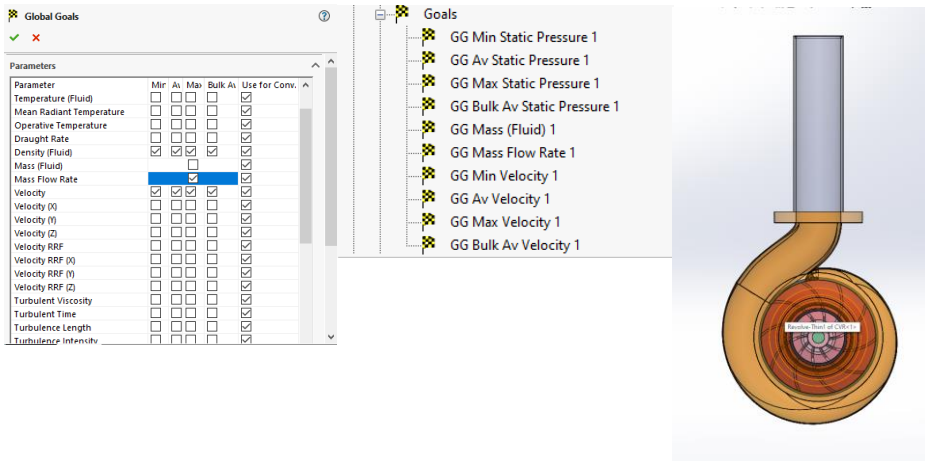 Global Goals
Parameters
Parameter Min Av Max Bulk Av Use for Conv.
Temperature (Fluid)
Mean Radiant Temperature
Operative Temperature
Draught Rate
Density (Fluid)
Mass (Fluid)
Mass Flow Rate
Velocity
Velocity (X)
Velocity (Y)
Velocity (Z)
Velocity RRF
Velocity RRF (X)
Velocity RRF (Y)
Velocity RRF (Z)
Turbulent Viscosity
Turbulent Time
Turbulence Length
Turbulence Intensity
Goals
GG Min Static Pressure 1
GG Av Static Pressure 1
GG Max Static Pressure 1
GG Bulk Av Static Pressure 1
GG Mass (Fluid) 1
GG Mass Flow Rate 1
GG Min Velocity 1
GG Av Velocity 1
GG Max Velocity 1
GG Bulk Av Velocity 1
Revolve-Thin1 of CVR<1>